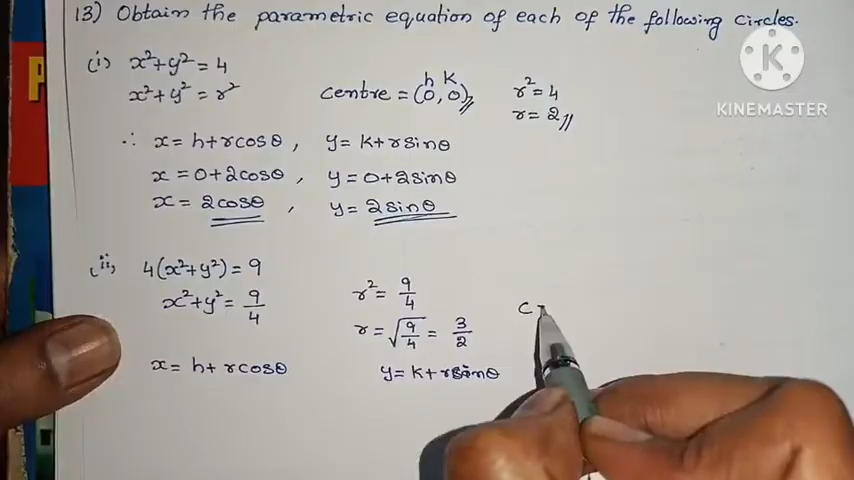 13) Obtain the parametric equation of each of the following circles.
(i) x²+y² = 4
x²+y² = r² centre = (0, 0) r² = 4
h k
r = 2
∴ x = h+rcosθ , y = k+rsinθ
x = 0+2cosθ , y = 0+2sinθ
x = 2cosθ , y = 2sinθ
(ii) 4(x²+y²) = 9
x²+y² = 9/4 r² = 9/4
r = √9/4 = 3/2
C =
x = h+rcosθ y = k+rsinθ
K
KINEMASTER
P